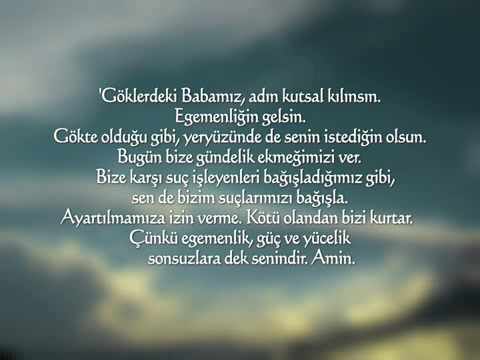 'Göklerdeki Babamız, adın kutsal kılınsın.
Egemenliğin gelsin.
Gökte olduğu gibi, yeryüzünde de senin istediğin olsun.
Bugün bize gündelik ekmeğimizi ver.
Bize karşı suç işleyenleri bağışladığımız gibi,
sen de bizim suçlarımızı bağışla.
Ayartılmamıza izin verme. Kötü olandan bizi kurtar.
Çünkü egemenlik, güç ve yücelik
sonsuzlara dek senindir. Amin.